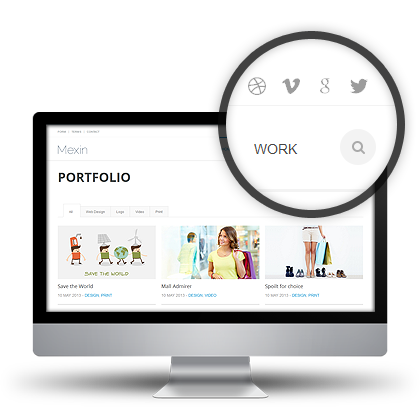 WORK
HOME / PAGES / CONTACT
Mexin
PORTFOLIO
All Web Design Logo Video Print
SAVE THE WORLD
Save the World Mall Admirer Spoilt for choice
10 MAY 2013 - DESIGN, PRINT 10 MAY 2013 - DESIGN, VIDEO 10 MAY 2013 - DESIGN, PRINT